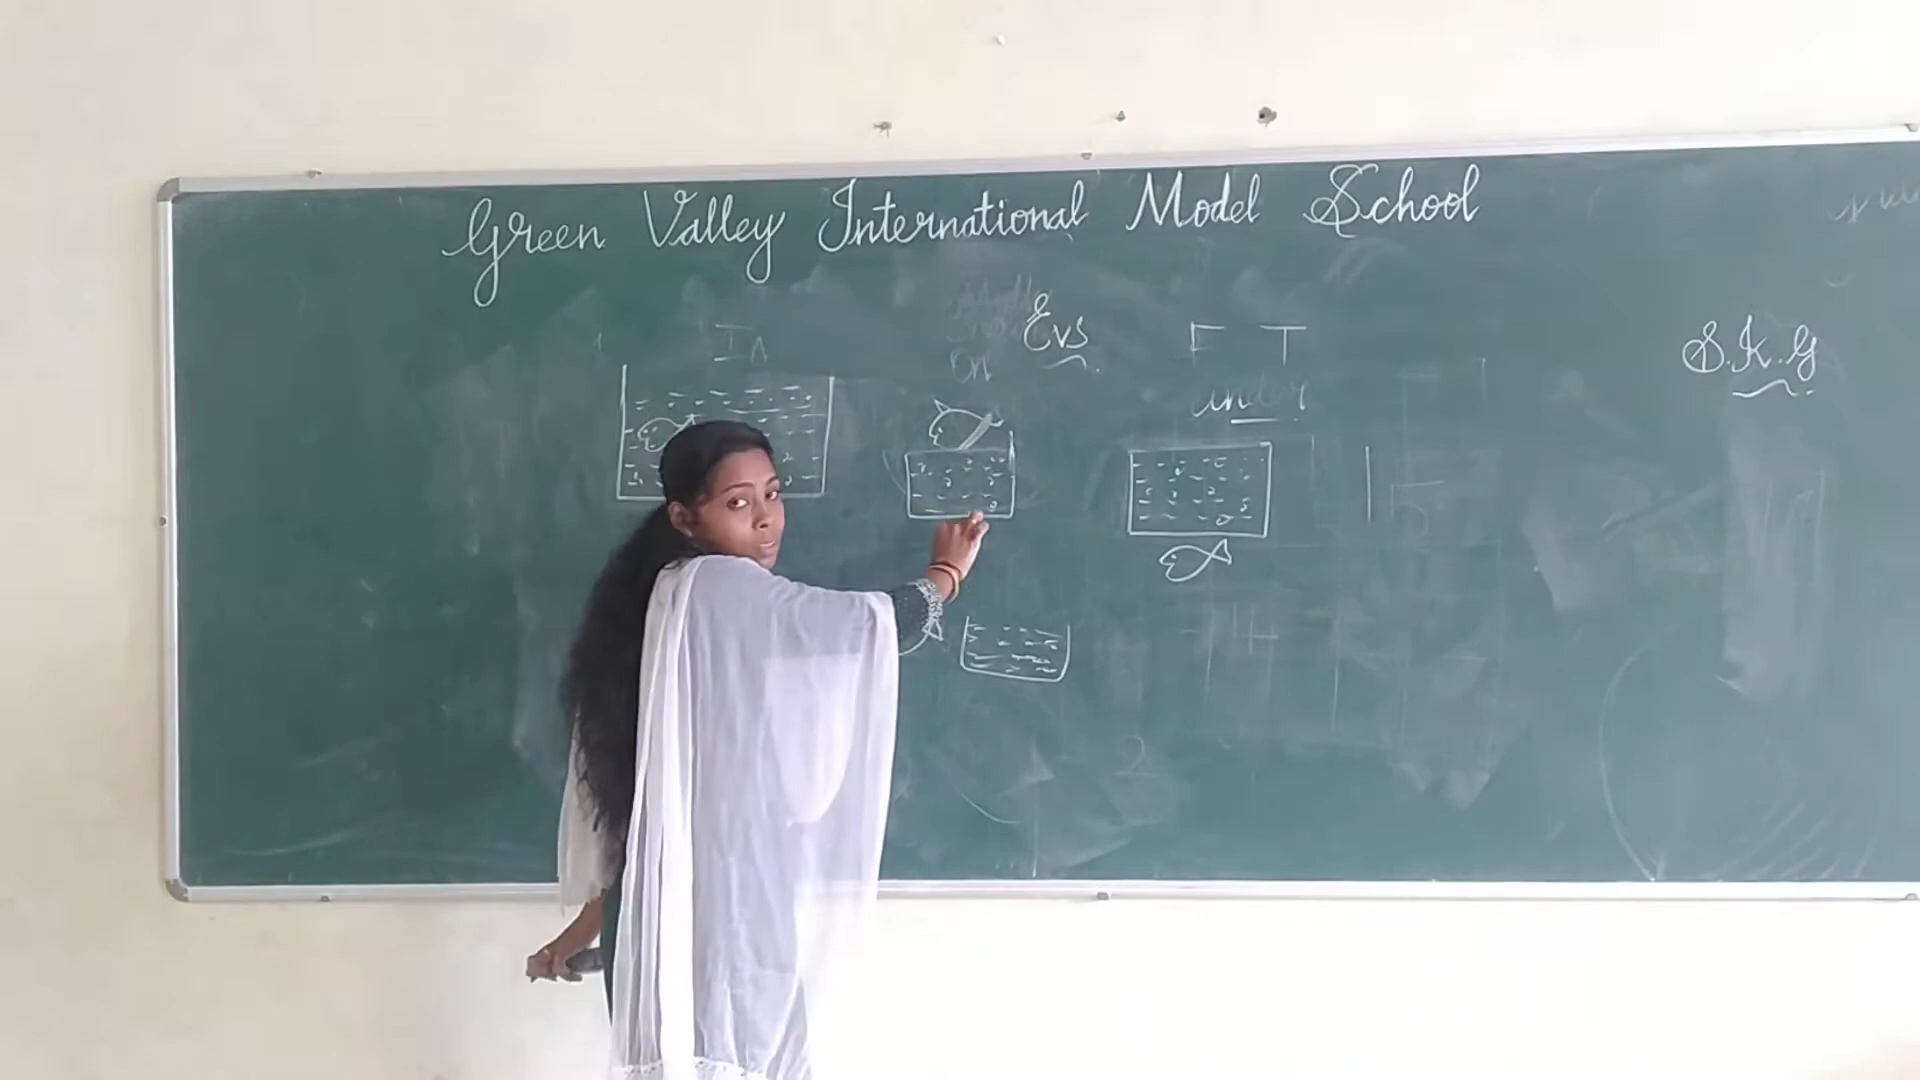 Green Valley International Model School
Evs
S.K.G
In
On
under